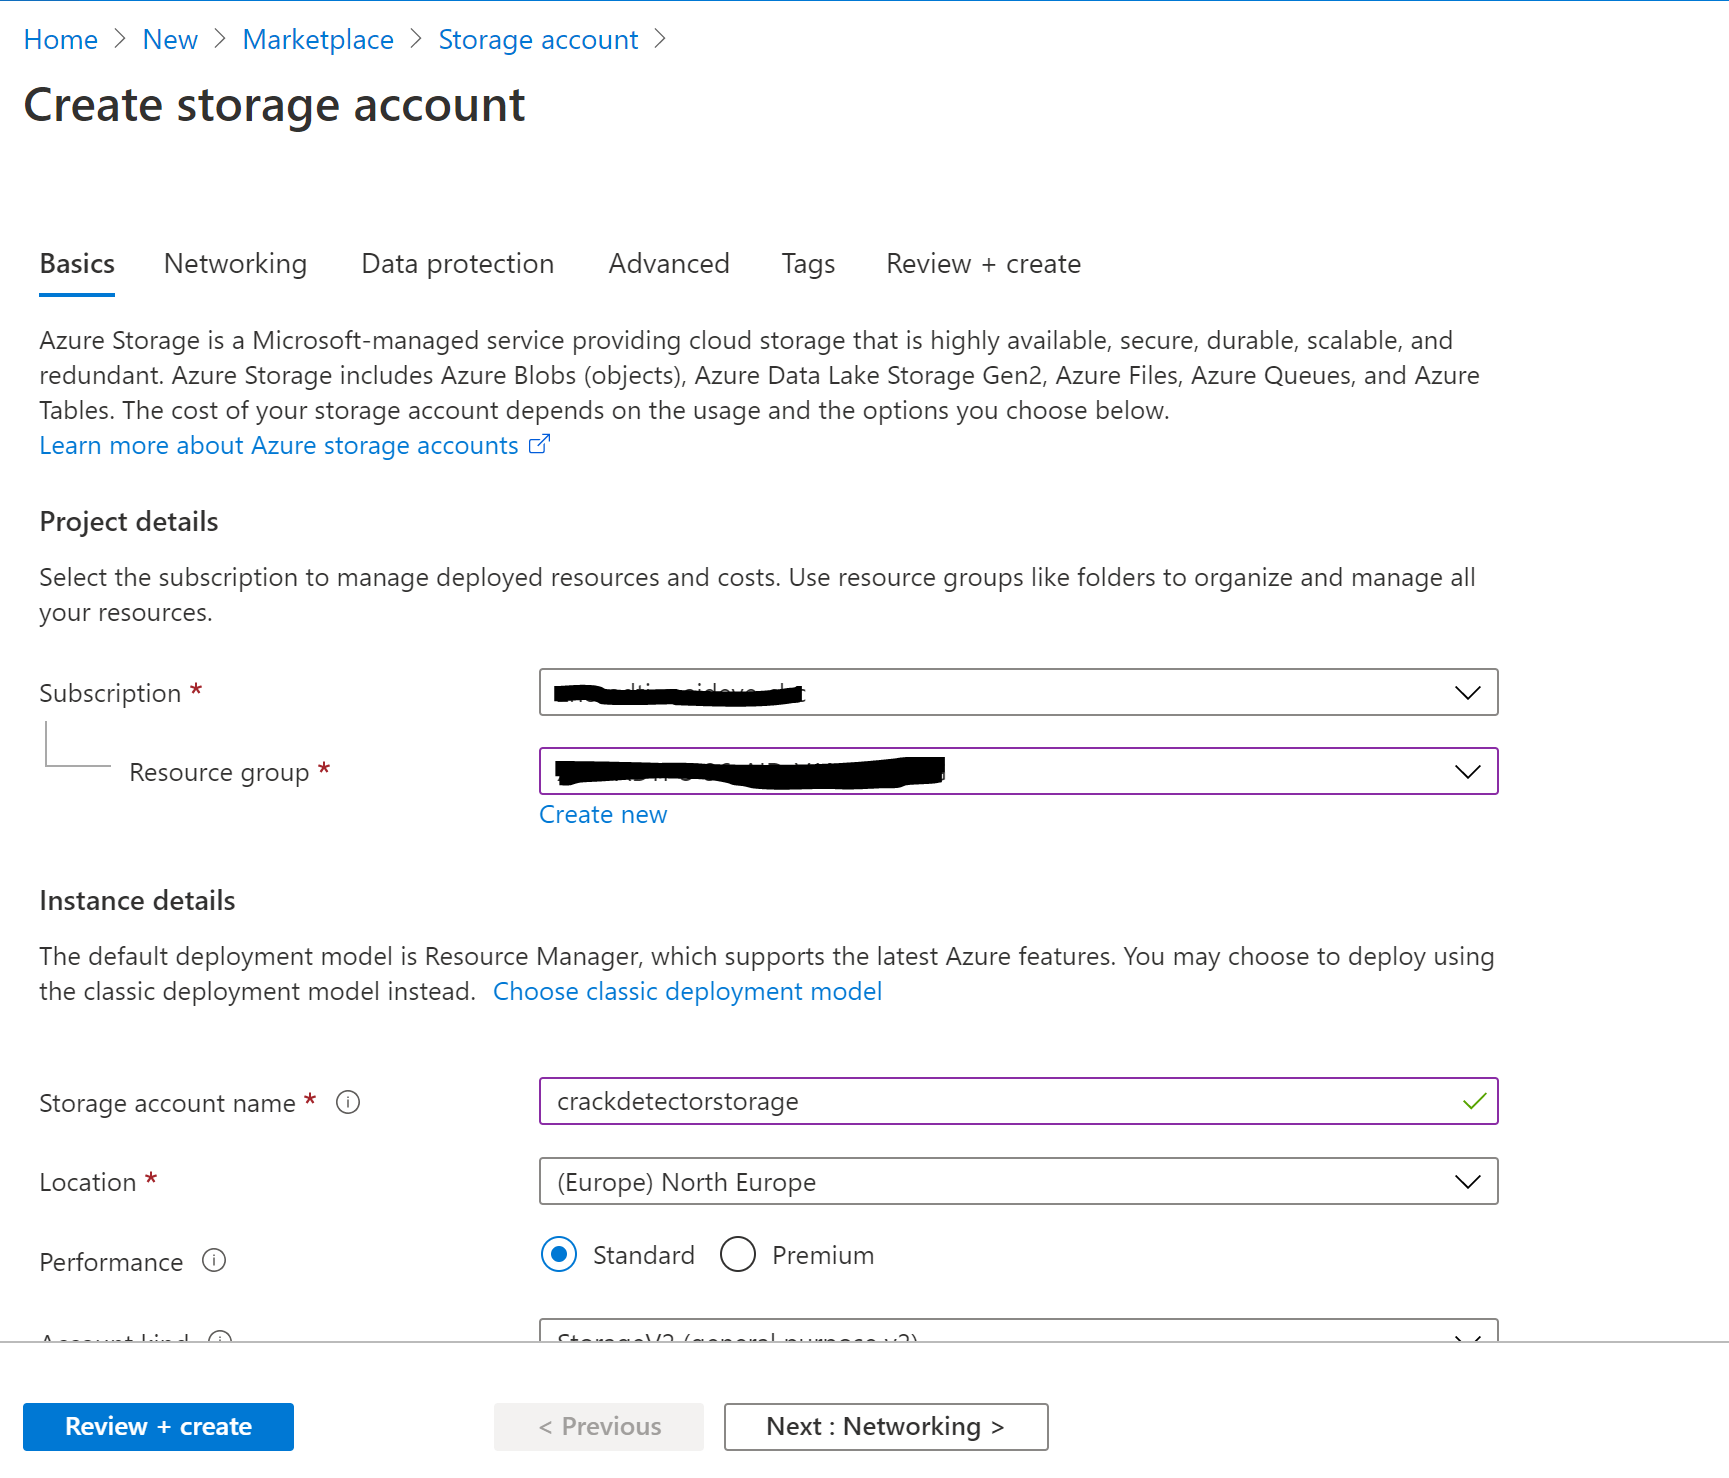 Home > New > Marketplace > Storage account >
Create storage account
Basics Networking Data protection Advanced Tags Review + create
Azure Storage is a Microsoft-managed service providing cloud storage that is highly available, secure, durable, scalable, and
redundant. Azure Storage includes Azure Blobs (objects), Azure Data Lake Storage Gen2, Azure Files, Azure Queues, and Azure
Tables. The cost of your storage account depends on the usage and the options you choose below.
Learn more about Azure storage accounts
Project details
Select the subscription to manage deployed resources and costs. Use resource groups like folders to organize and manage all
your resources.
Subscription *
Resource group *
Create new
Instance details
The default deployment model is Resource Manager, which supports the latest Azure features. You may choose to deploy using
the classic deployment model instead. Choose classic deployment model
Storage account name * crackdetectorstorage
Location * (Europe) North Europe
Performance Standard Premium
Account kind StorageV2 (general purpose v2)
Review + create < Previous Next : Networking >